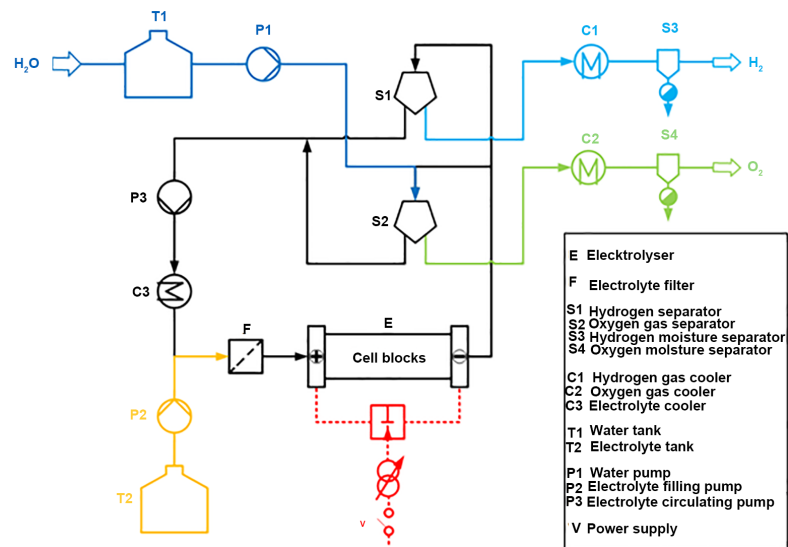 T1
P1
C1
S3
H₂O
H₂
S1
C2
S4
O₂
P3
S2
C3
F
E
Cell blocks
P2
T2
V
E Elecktrolyser
F Electrolyte filter
S1 Hydrogen separator
S2 Oxygen gas separator
S3 Hydrogen moisture separator
S4 Oxygen moisture separator
C1 Hydrogen gas cooler
C2 Oxygen gas cooler
C3 Electrolyte cooler
T1 Water tank
T2 Electrolyte tank
P1 Water pump
P2 Electrolyte filling pump
P3 Electrolyte circulating pump
V Power supply